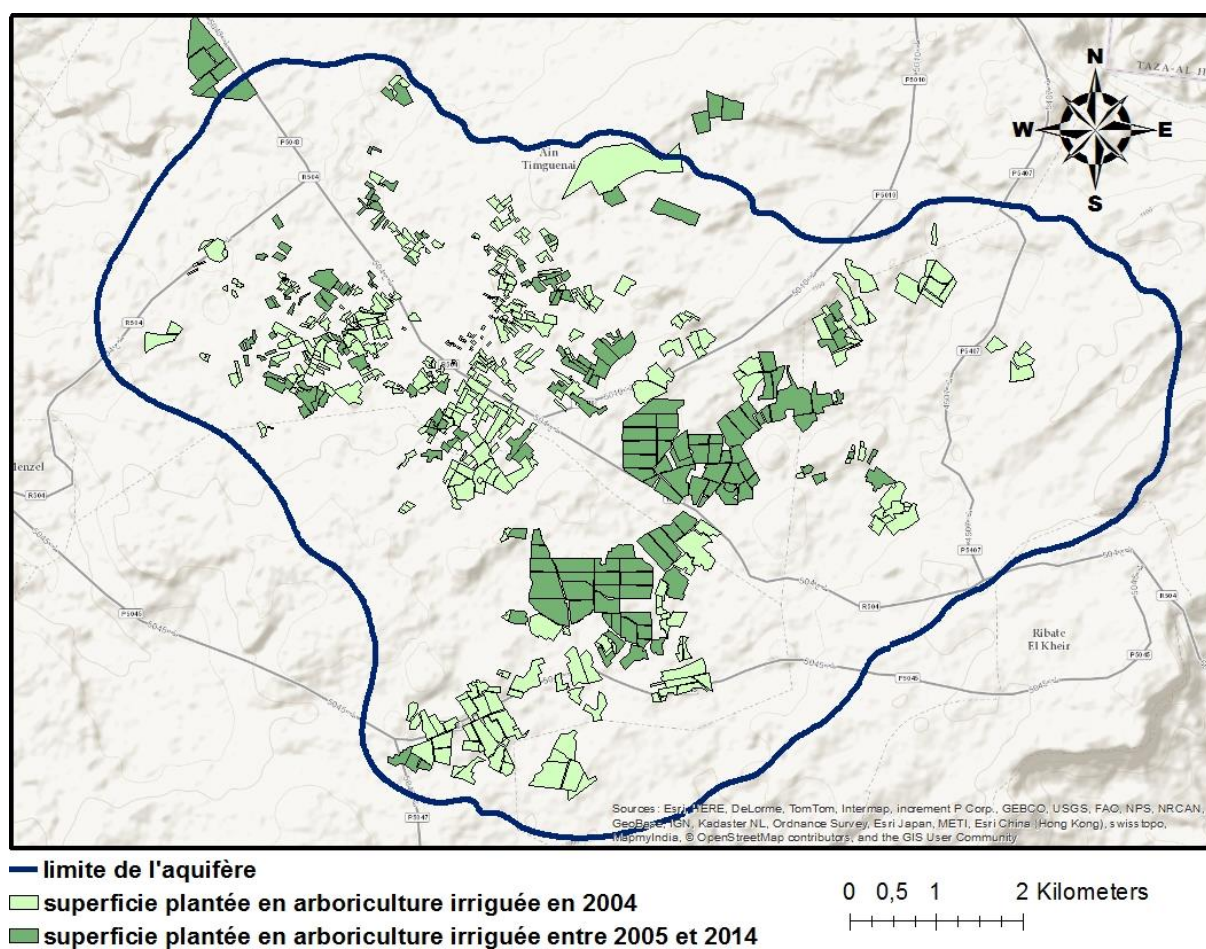 P5010
TAZA-AL H
N
W E
S
P5407
P5043
Ain
Timguenai
R504
P5010
R504
P5407
Menzel
R504
P5407
R504
R504
P5045
Ribate
El Kheir
P5045
P5045
P5047
Sources: Esri, HERE, DeLorme, TomTom, Intermap, increment P Corp., GEBCO, USGS, FAO, NPS, NRCAN,
GeoBase, IGN, Kadaster NL, Ordnance Survey, Esri Japan, METI, Esri China (Hong Kong), swisstopo,
MapmyIndia, © OpenStreetMap contributors, and the GIS User Community
limite de l'aquifère
superficie plantée en arboriculture irriguée en 2004
superficie plantée en arboriculture irriguée entre 2005 et 2014
0 0,5 1 2 Kilometers